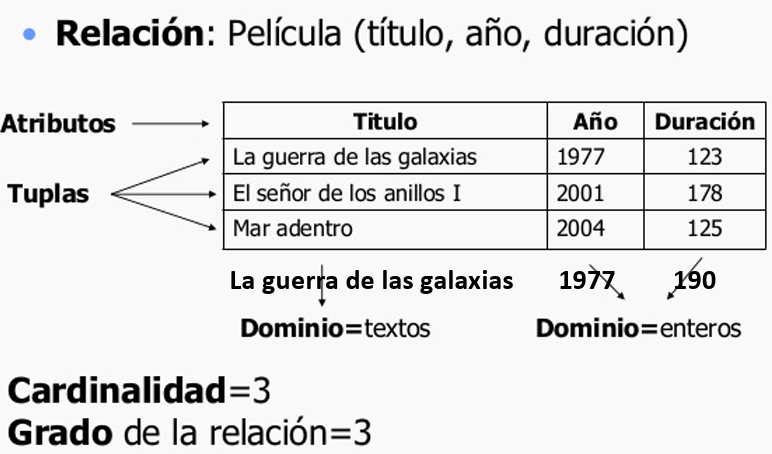 • Relación: Película (título, año, duración)
Atributos
Titulo Año Duración
La guerra de las galaxias 1977 123
Tuplas
El señor de los anillos I 2001 178
Mar adentro 2004 125
La guerra de las galaxias 1977 190
Dominio=textos Dominio=enteros
Cardinalidad=3
Grado de la relación=3